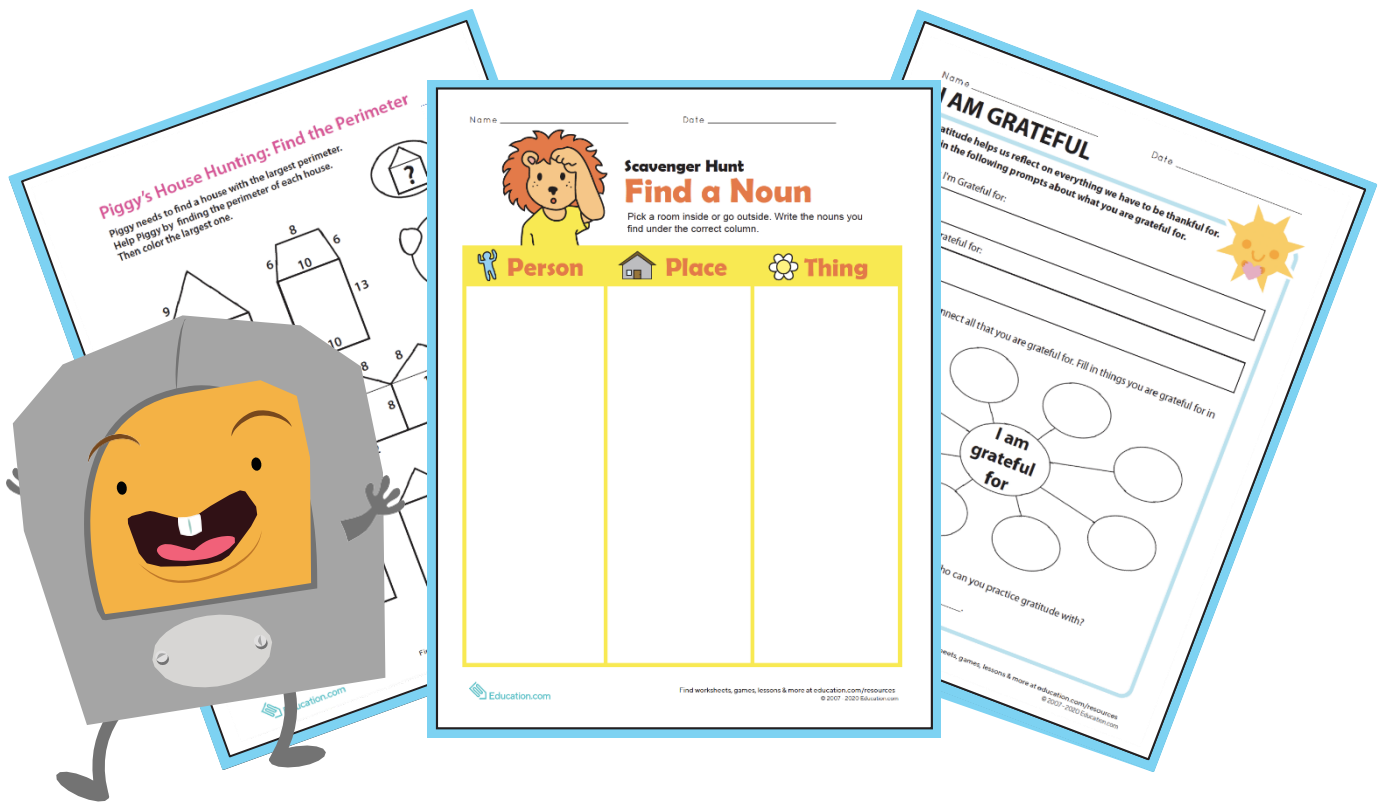 Piggy's House Hunting: Find the Perimeter
Piggy needs to find a house with the largest perimeter.
Help Piggy by finding the perimeter of each house.
Then color the largest one.
?
8
6
6
10
13
9
10
8
8
8
Education.com
Name
Date
Scavenger Hunt
Find a Noun
Pick a room inside or go outside. Write the nouns you
find under the correct column.
Person Place Thing
Education.com
Find worksheets, games, lessons & more at education.com/resources
© 2007 2020 Education.com
Name
Date
I AM GRATEFUL
helps us reflect on everything we have to be thankful for.
in the following prompts about what you are grateful for.
I'm Grateful for:
for:
all that you are grateful for. Fill in things you are grateful for in
I am
grateful
for
can you practice gratitude with?
games, lessons & more at education.com/resources
© 2007 - 2020 Education.com